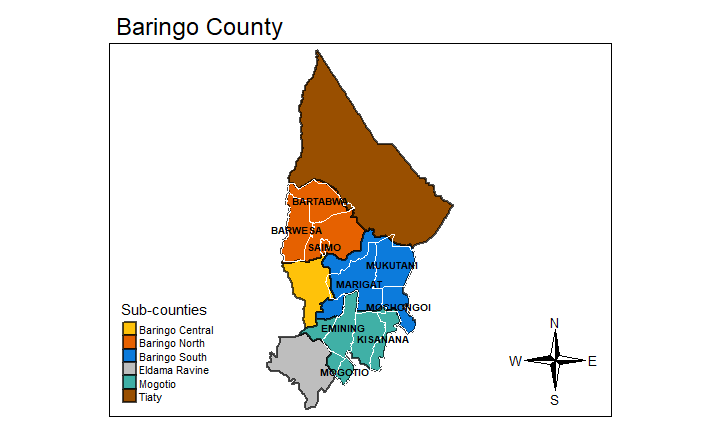 Baringo County
BARTABWA
BARWESA
SAIMO
MUKUTANI
MARIGAT
MOCHONGOI
EMINING
KISANANA
MOGOTIO
Sub-counties
Baringo Central
Baringo North
Baringo South
Eldama Ravine
Mogotio
Tiaty
N
W E
S